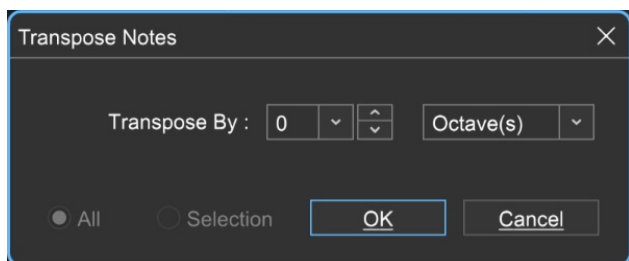 Transpose Notes
Transpose By : 0 Octave(s)
All Selection OK Cancel